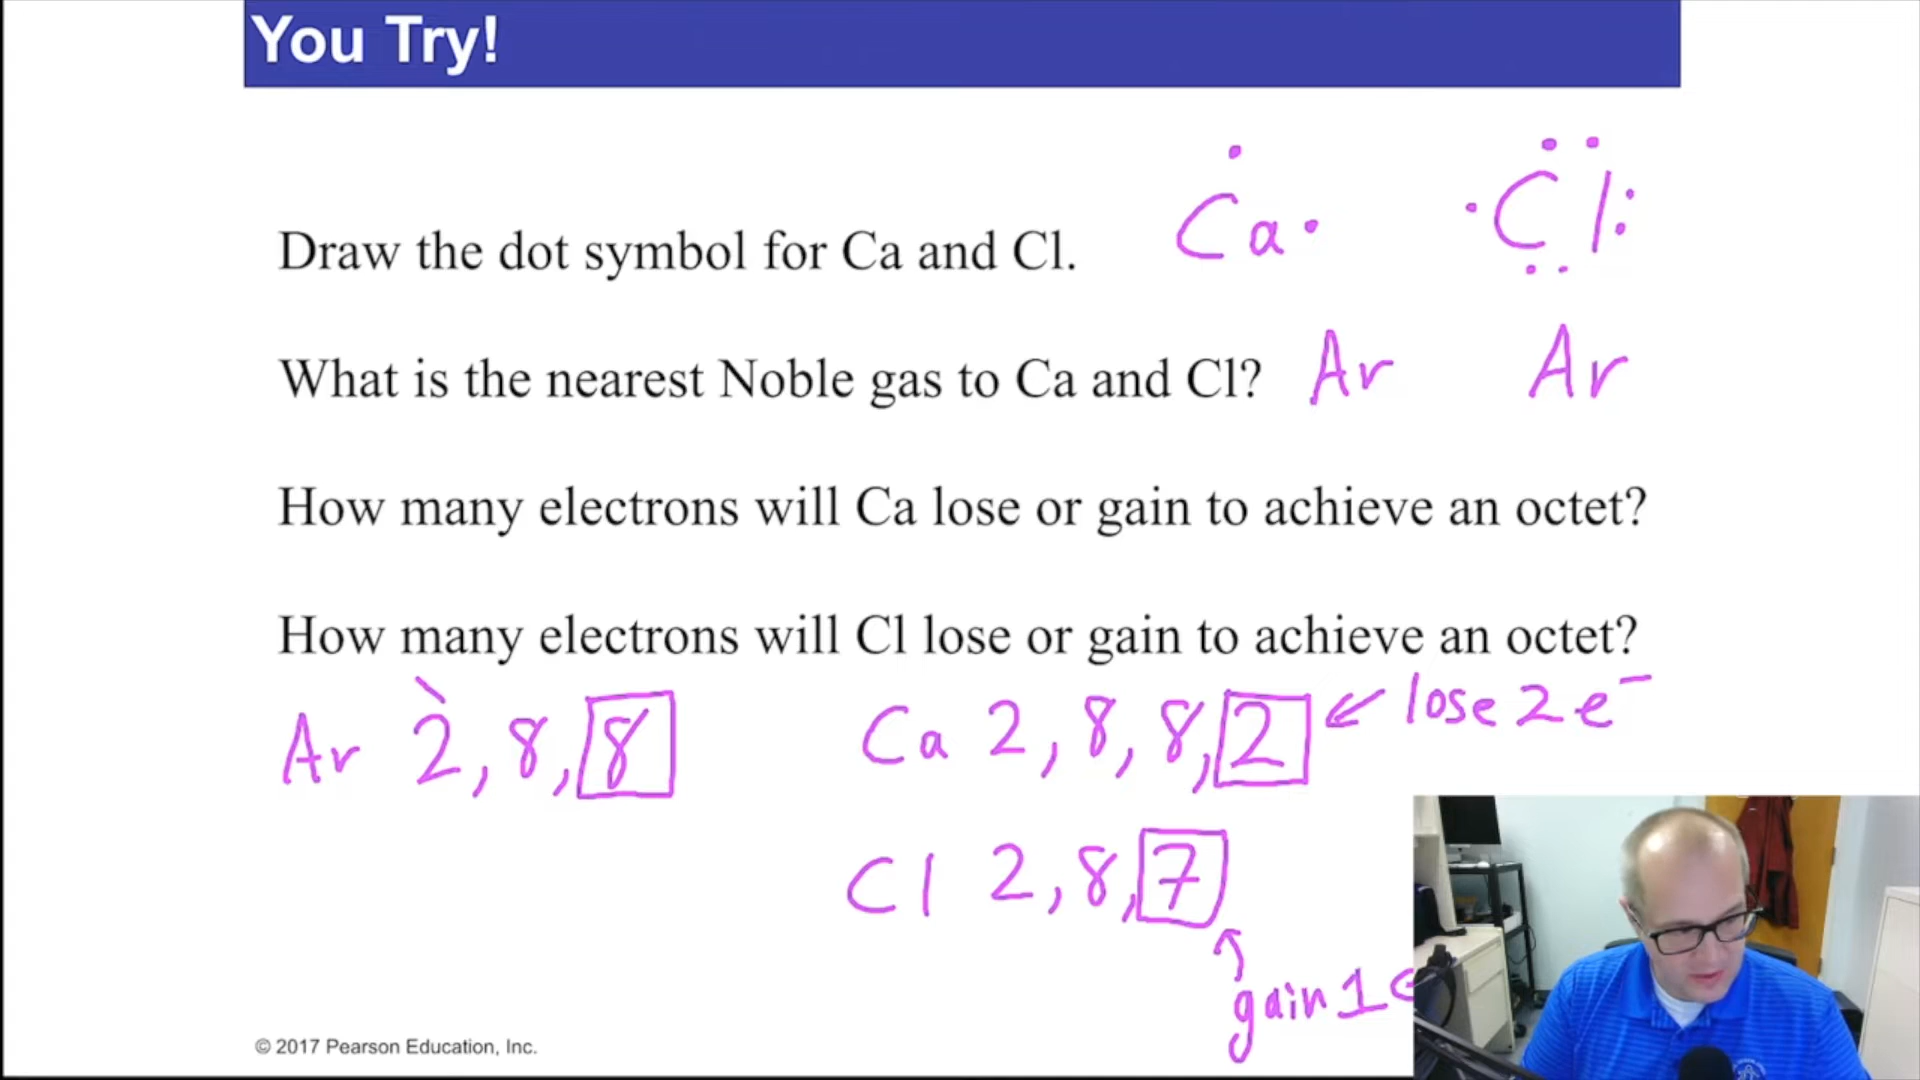 You Try!
Draw the dot symbol for Ca and Cl. Ca Cl
What is the nearest Noble gas to Ca and Cl? Ar Ar
How many electrons will Ca lose or gain to achieve an octet?
How many electrons will Cl lose or gain to achieve an octet?
Ar 2, 8, 8 Ca 2, 8, 8, 2 ← lose 2 e⁻
Cl 2, 8, 7
↑
gain 1 e
© 2017 Pearson Education, Inc.